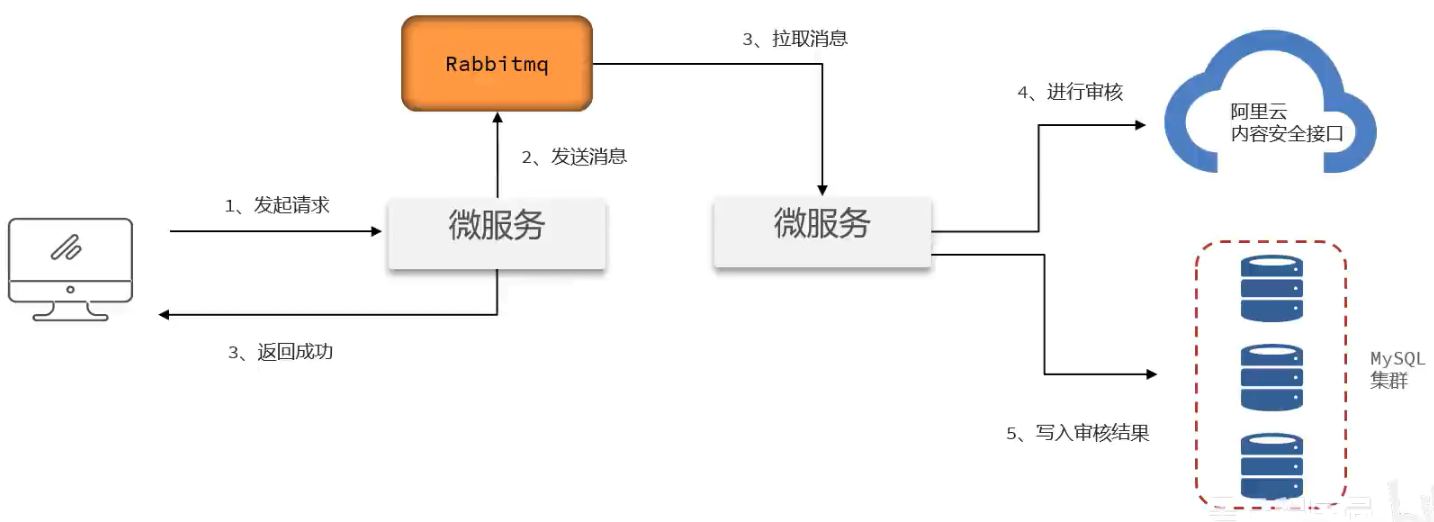 Rabbitmq
3、拉取消息
4、进行审核
阿里云
内容安全接口
2、发送消息
1、发起请求
微服务
微服务
3、返回成功
MySQL
集群
5、写入审核结果